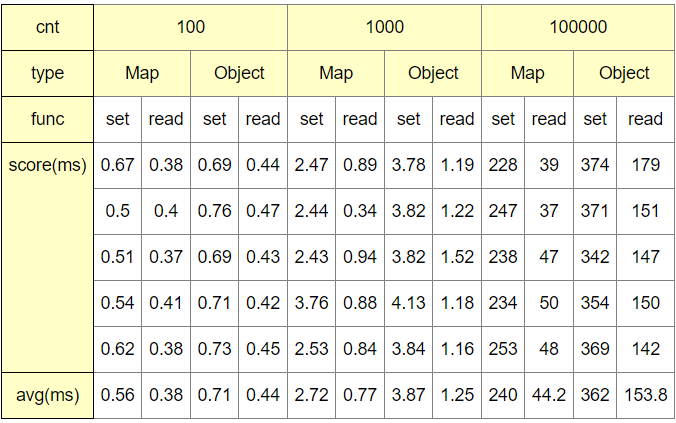 cnt 100 1000 100000
type Map Object Map Object Map Object
func set read set read set read set read set read set read
score(ms) 0.67 0.38 0.69 0.44 2.47 0.89 3.78 1.19 228 39 374 179
0.5 0.4 0.76 0.47 2.44 0.34 3.82 1.22 247 37 371 151
0.51 0.37 0.69 0.43 2.43 0.94 3.82 1.52 238 47 342 147
0.54 0.41 0.71 0.42 3.76 0.88 4.13 1.18 234 50 354 150
0.62 0.38 0.73 0.45 2.53 0.84 3.84 1.16 253 48 369 142
avg(ms) 0.56 0.38 0.71 0.44 2.72 0.77 3.87 1.25 240 44.2 362 153.8